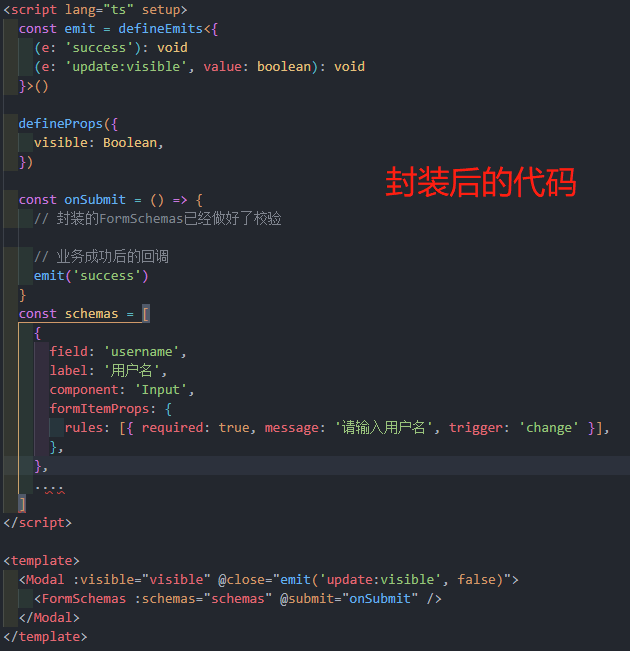 <script lang="ts" setup>
const emit = defineEmits<{
(e: 'success'): void
(e: 'update:visible', value: boolean): void
}>()
defineProps({
visible: Boolean,
})
封装后的代码
const onSubmit = () => {
// 封装的FormSchemas已经做好了校验
// 业务成功后的回调
emit('success')
}
const schemas = [
{
field: 'username',
label: '用户名',
component: 'Input',
formItemProps: {
rules: [{ required: true, message: '请输入用户名', trigger: 'change' }],
},
},
....
]
</script>
<template>
<Modal :visible="visible" @close="emit('update:visible', false)">
<FormSchemas :schemas="schemas" @submit="onSubmit" />
</Modal>
</template>